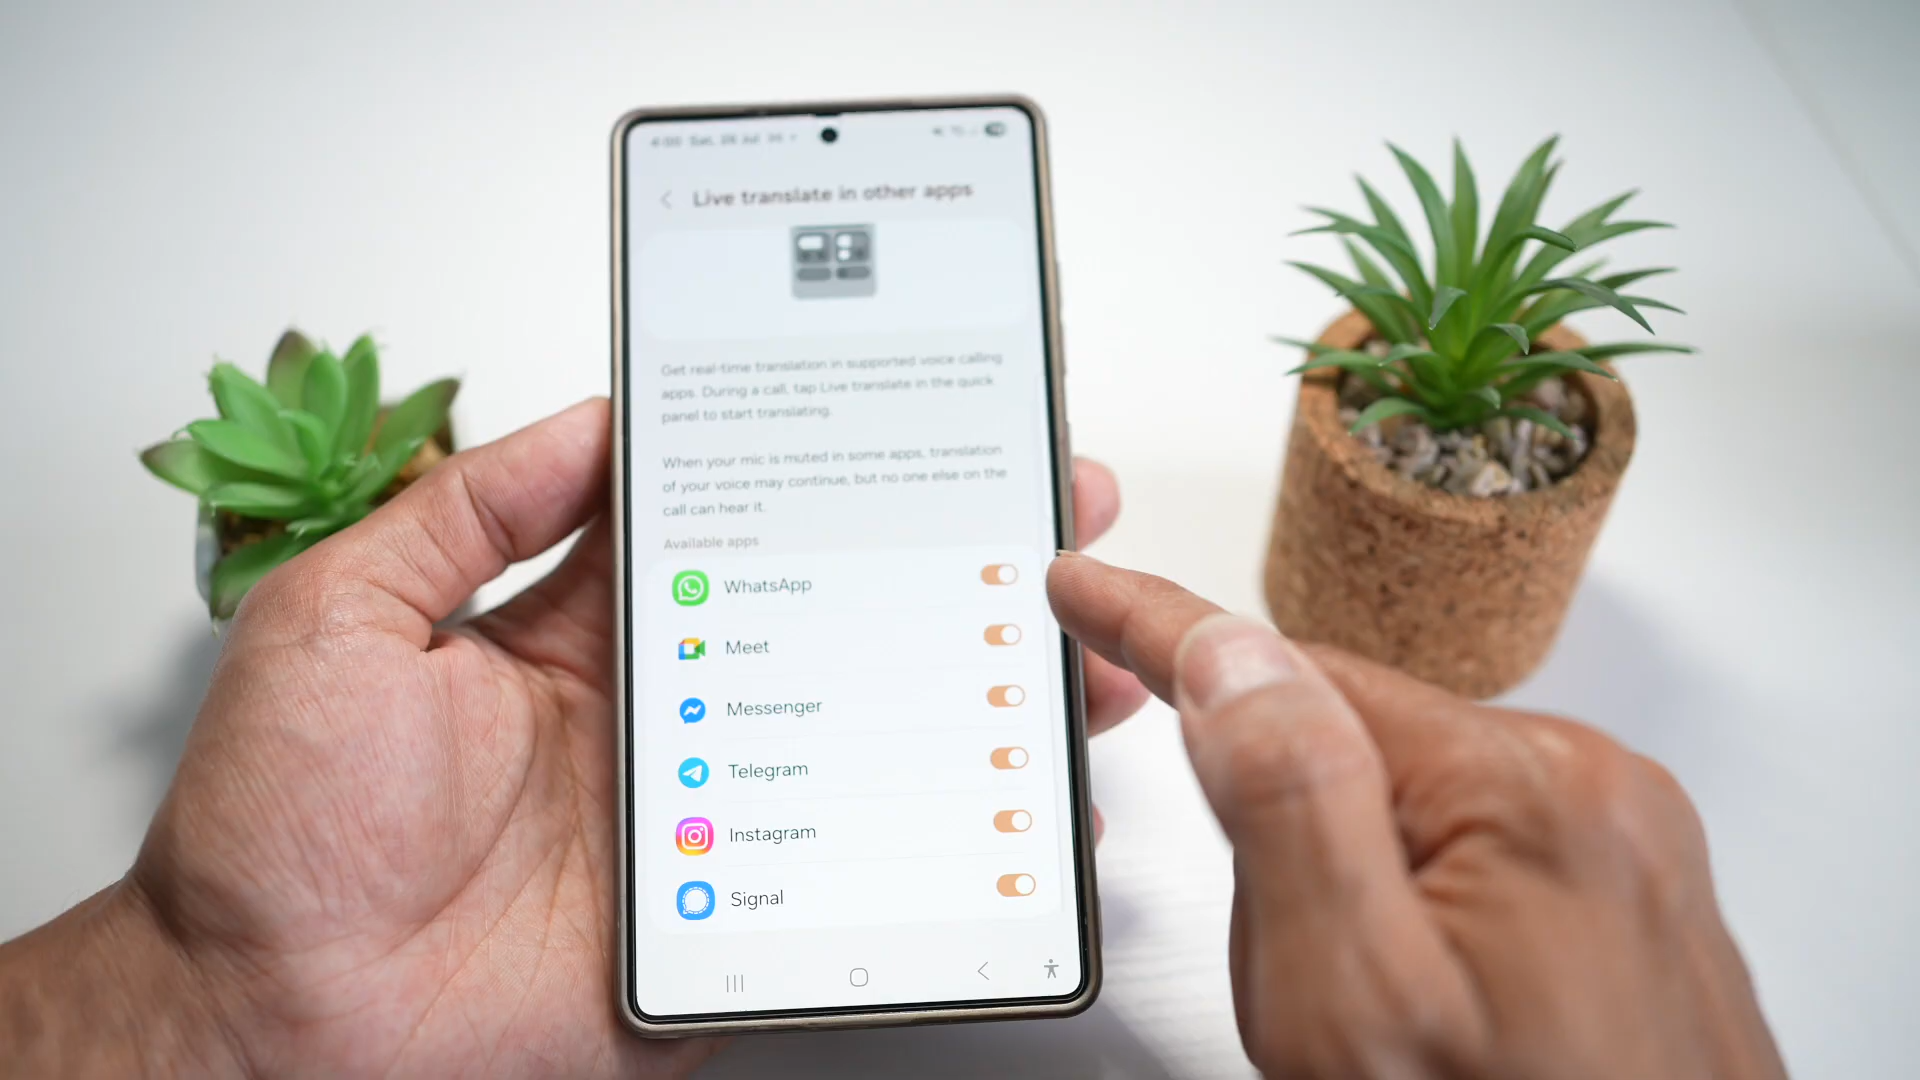 Live translate in other apps
Get real-time translation in supported voice calling
apps. During a call, tap Live translate in the quick
panel to start translating.
When your mic is muted in some apps, translation
of your voice may continue, but no one else on the
call can hear it.
Available apps
WhatsApp
Meet
Messenger
Telegram
Instagram
Signal